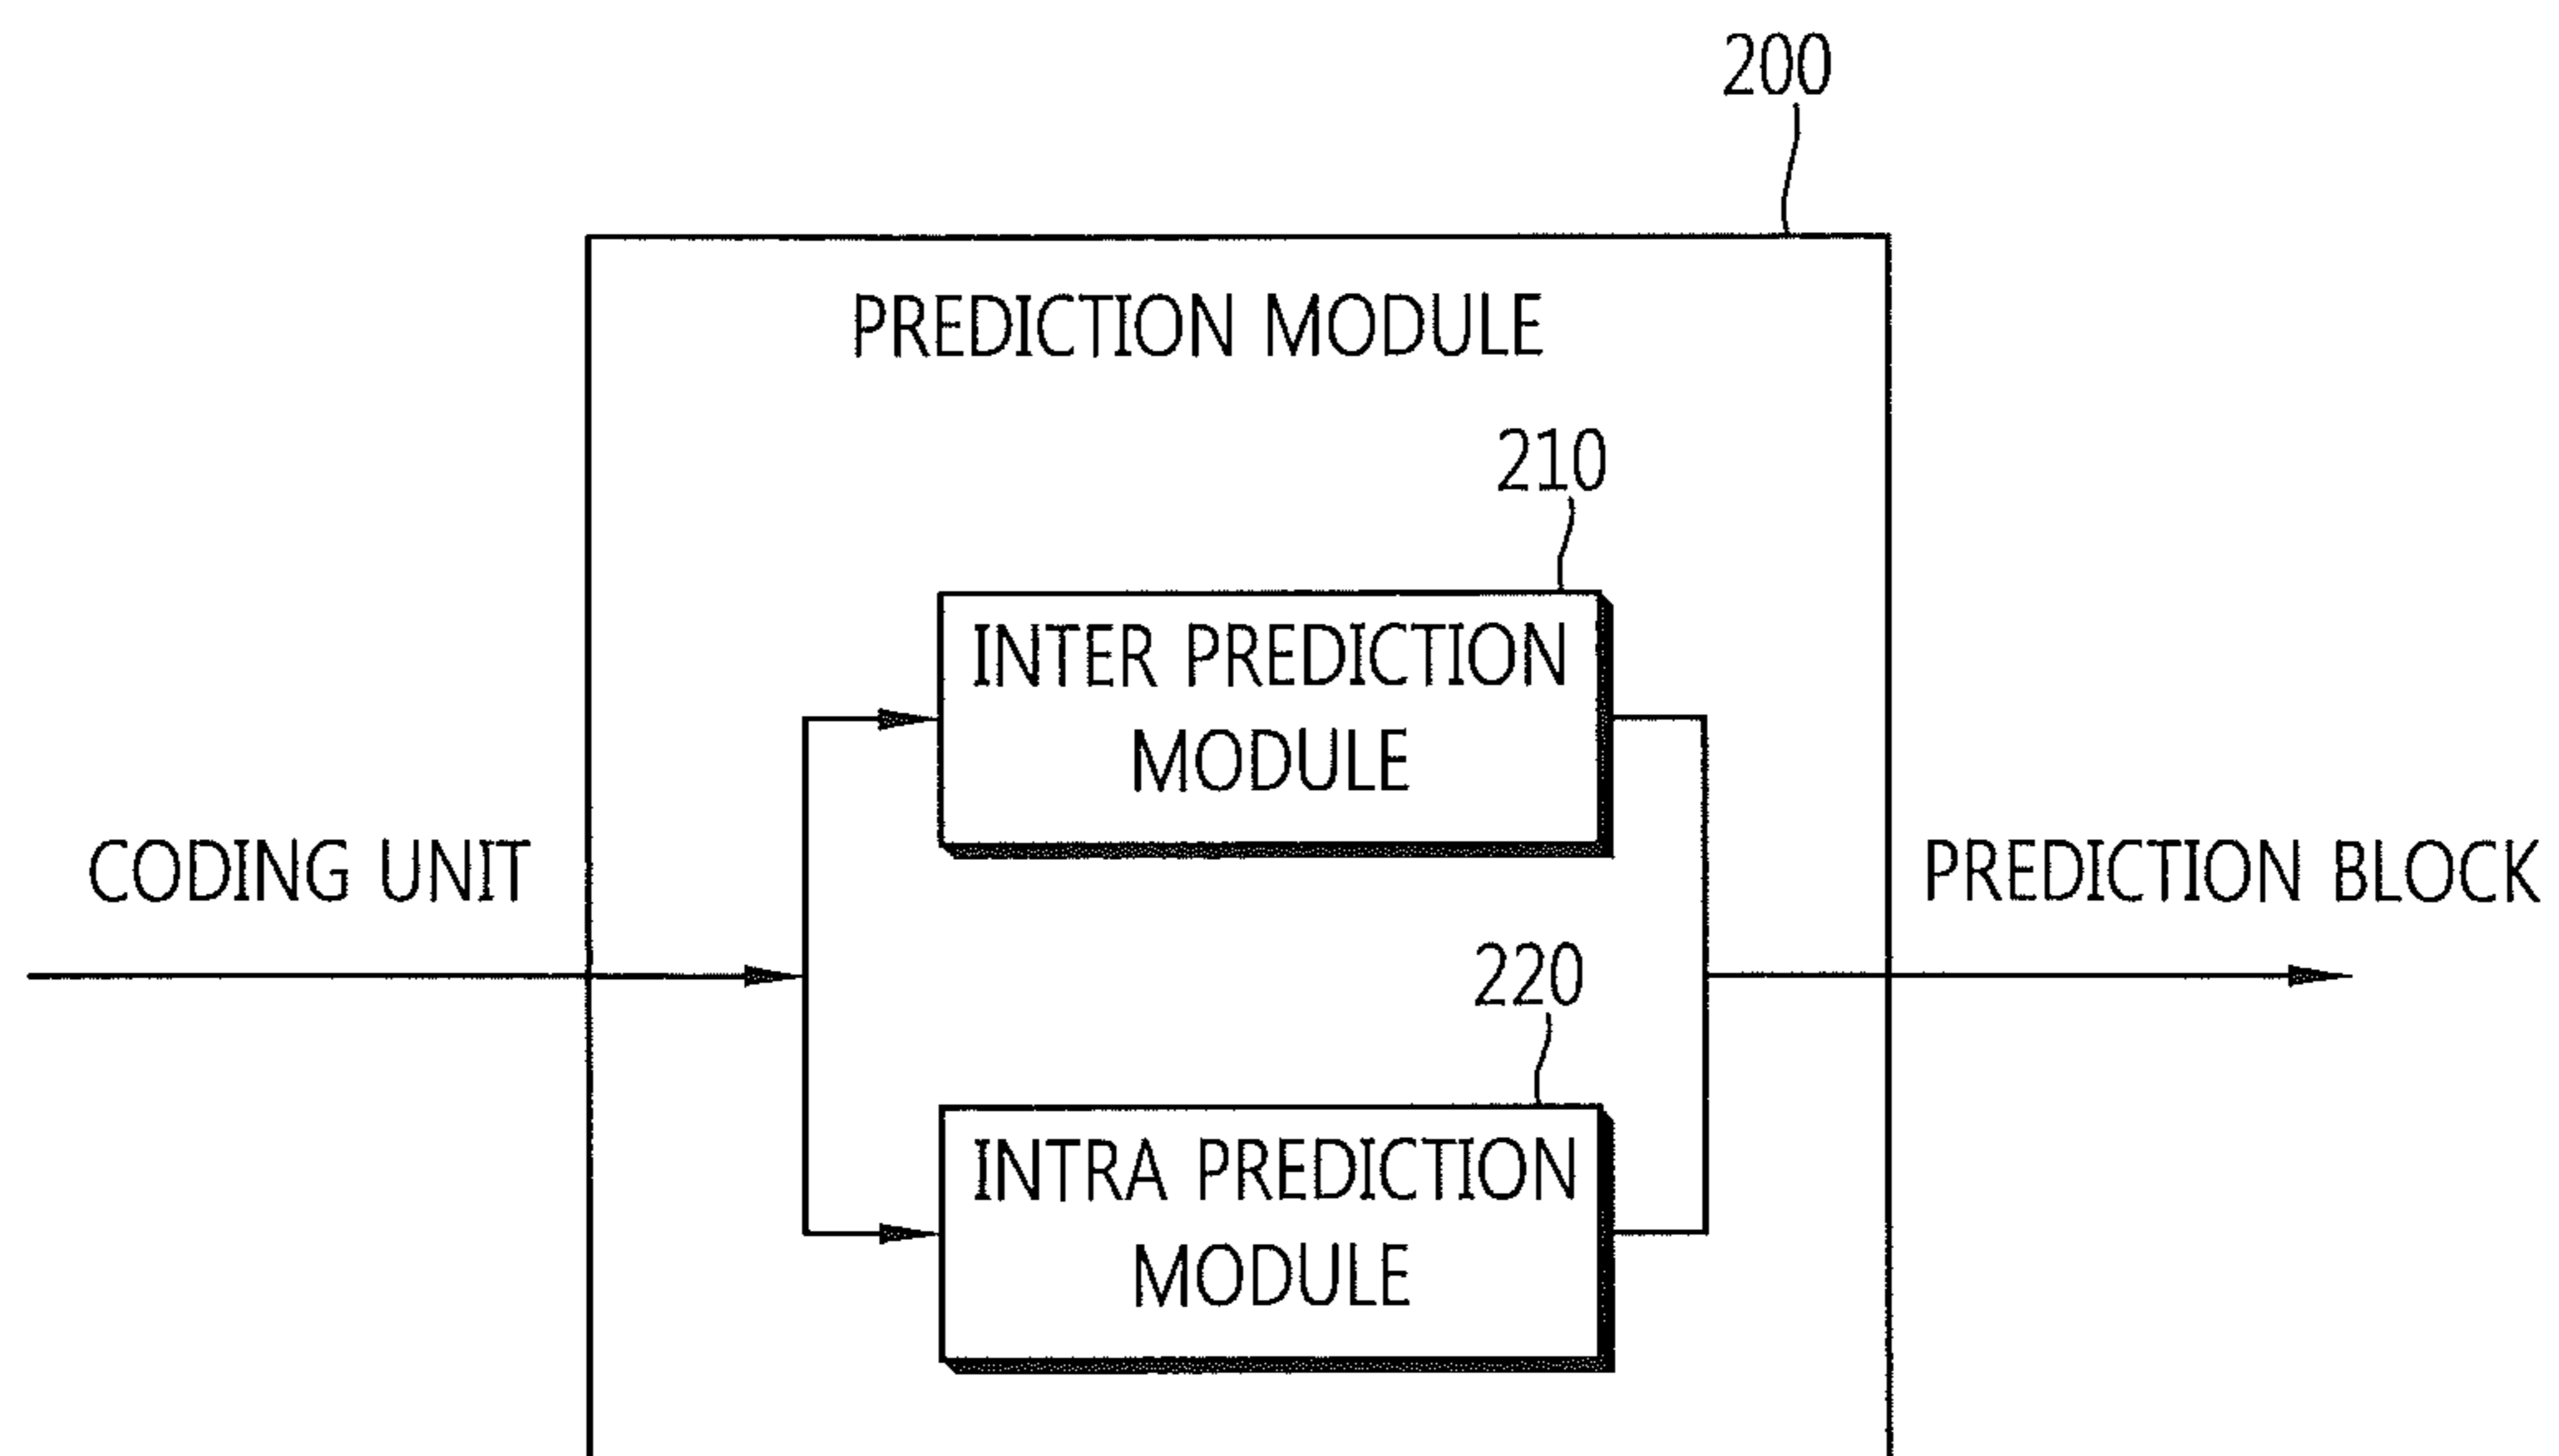 200
PREDICTION MODULE
210
INTER PREDICTION
MODULE
CODING UNIT
PREDICTION BLOCK
220
INTRA PREDICTION
MODULE